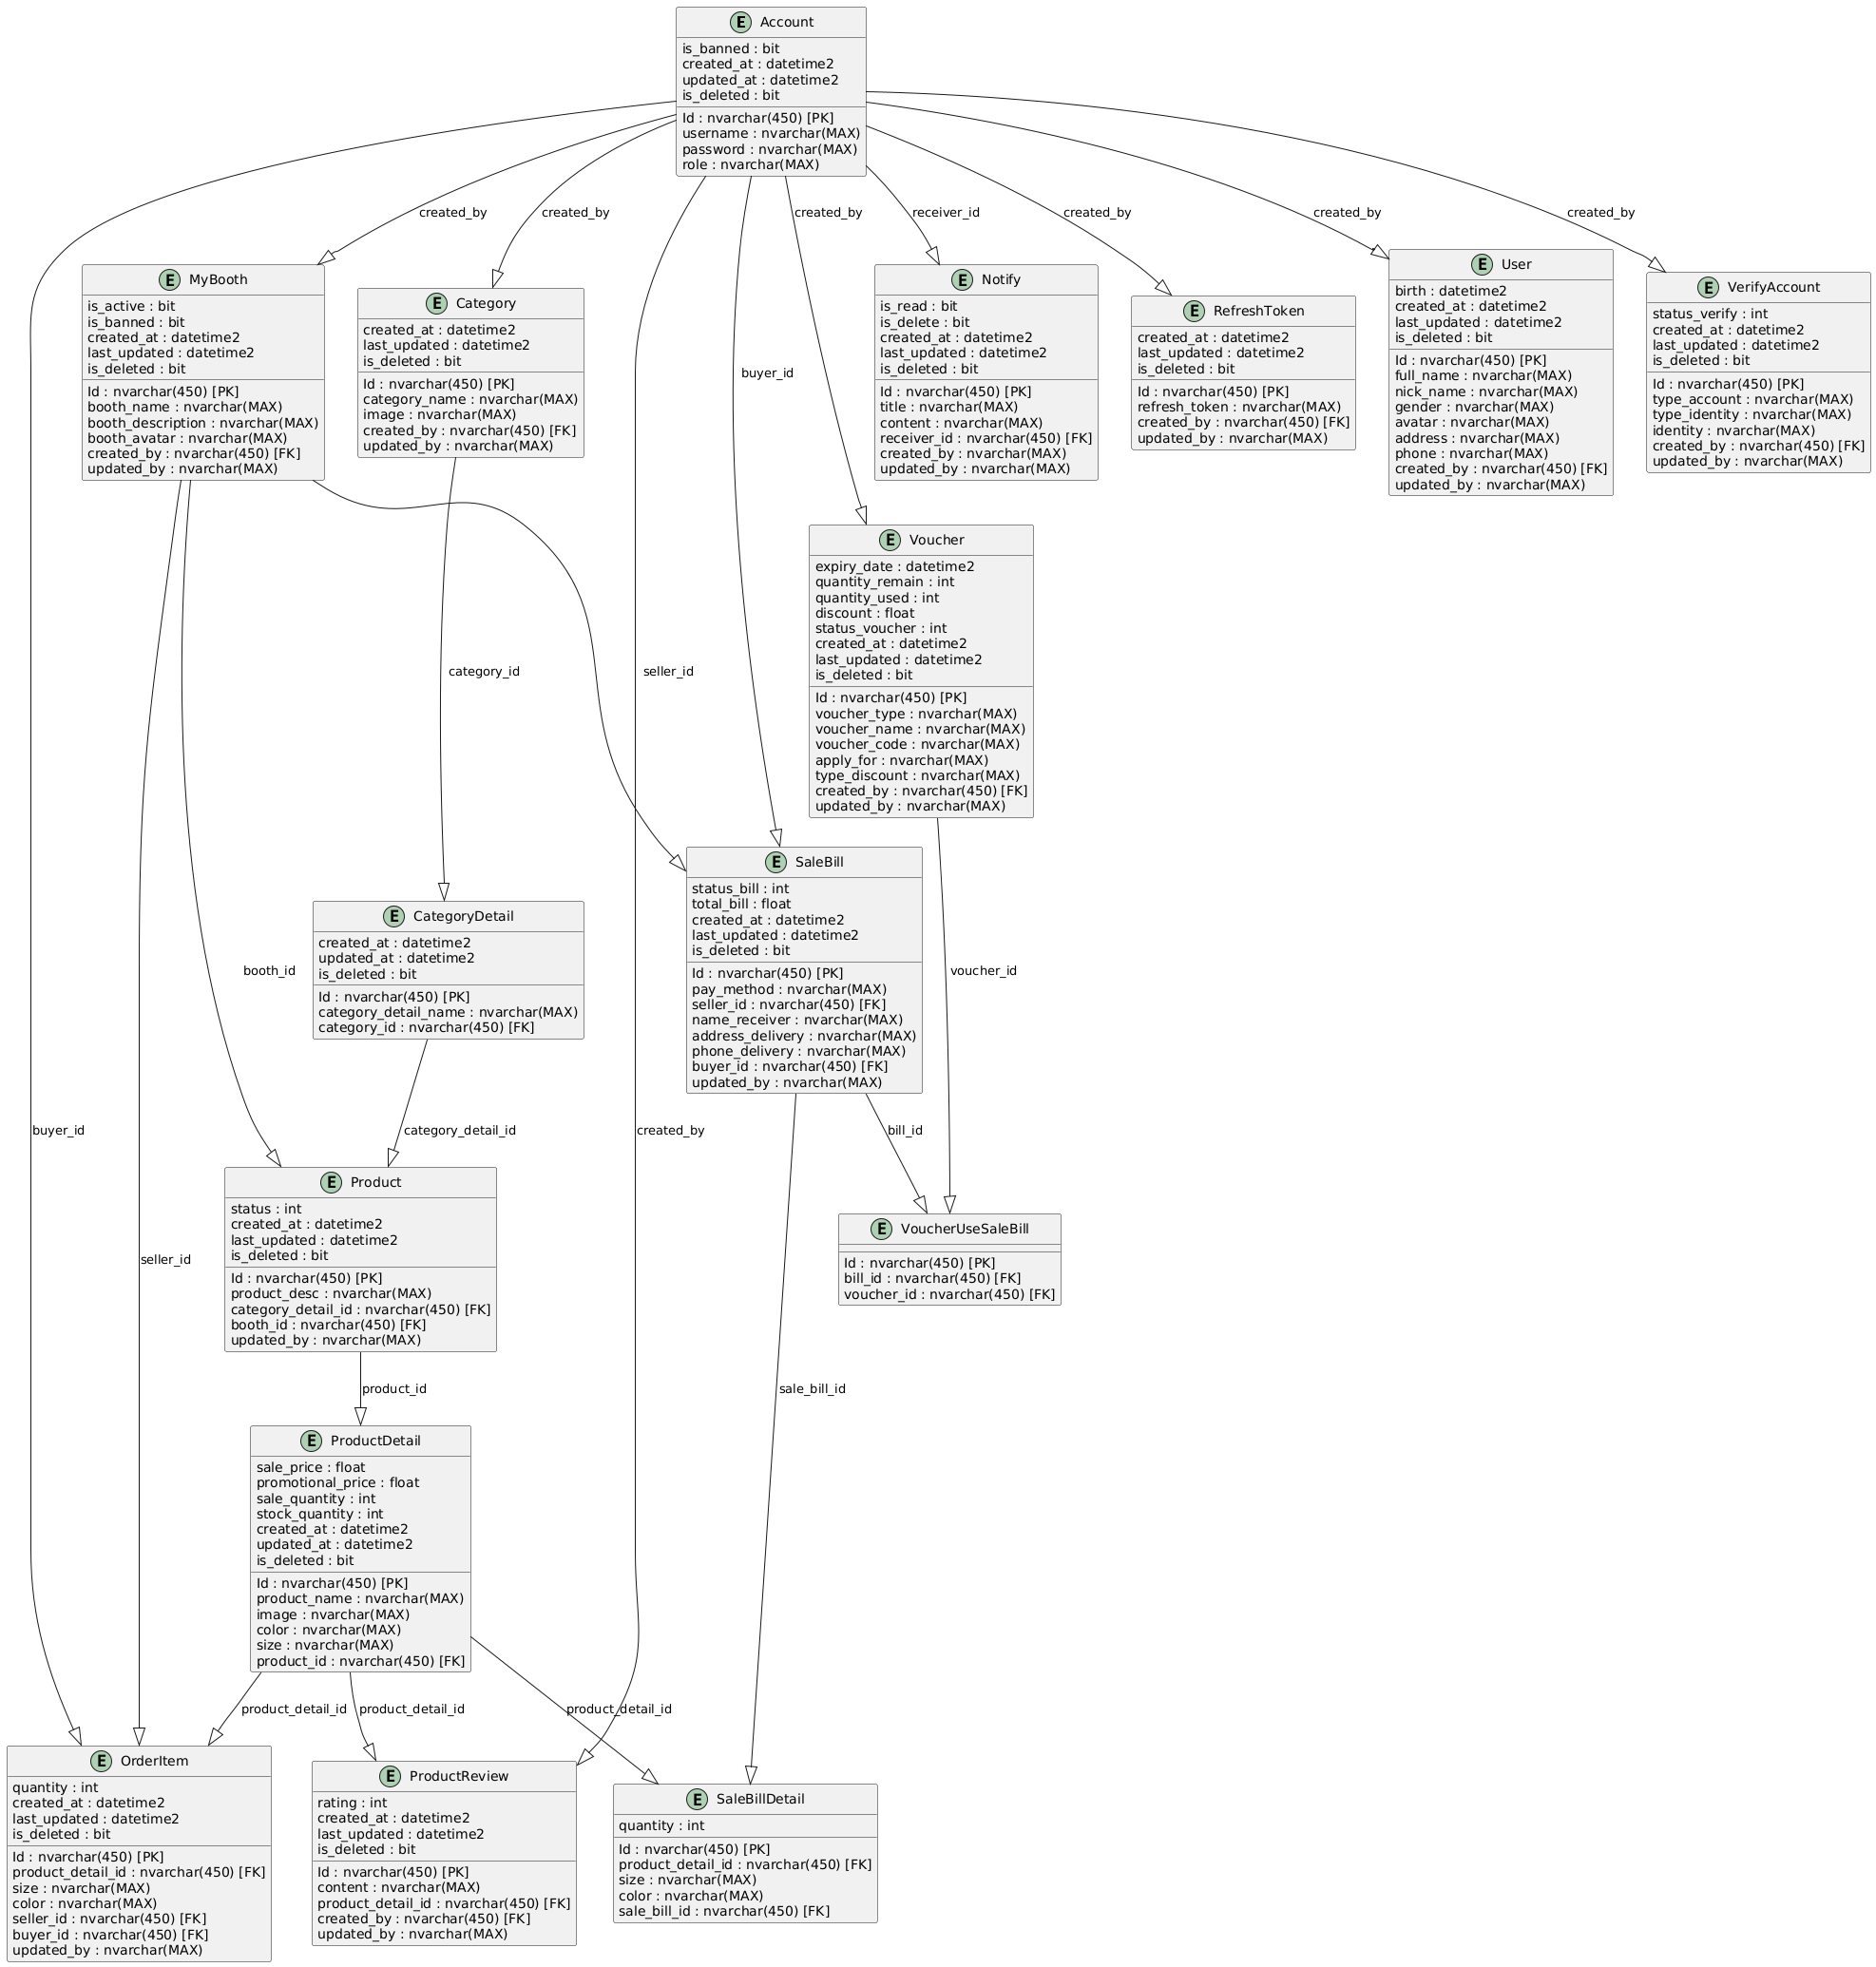 E Account
is_banned : bit
created_at : datetime2
updated_at : datetime2
is_deleted : bit
Id : nvarchar(450) [PK]
username : nvarchar(MAX)
password : nvarchar(MAX)
role : nvarchar(MAX)
created_by
created_by
created_by
receiver_id
created_by
created_by
created_by
E MyBooth
is_active : bit
is_banned : bit
created_at : datetime2
last_updated : datetime2
is_deleted : bit
Id : nvarchar(450) [PK]
booth_name : nvarchar(MAX)
booth_description : nvarchar(MAX)
booth_avatar : nvarchar(MAX)
created_by : nvarchar(450) [FK]
updated_by : nvarchar(MAX)
E Category
created_at : datetime2
last_updated : datetime2
is_deleted : bit
Id : nvarchar(450) [PK]
category_name : nvarchar(MAX)
image : nvarchar(MAX)
created_by : nvarchar(450) [FK]
updated_by : nvarchar(MAX)
buyer_id
E Notify
is_read : bit
is_delete : bit
created_at : datetime2
last_updated : datetime2
is_deleted : bit
Id : nvarchar(450) [PK]
title : nvarchar(MAX)
content : nvarchar(MAX)
receiver_id : nvarchar(450) [FK]
created_by : nvarchar(MAX)
updated_by : nvarchar(MAX)
E RefreshToken
created_at : datetime2
last_updated : datetime2
is_deleted : bit
Id : nvarchar(450) [PK]
refresh_token : nvarchar(MAX)
created_by : nvarchar(450) [FK]
updated_by : nvarchar(MAX)
E User
birth : datetime2
created_at : datetime2
last_updated : datetime2
is_deleted : bit
Id : nvarchar(450) [PK]
full_name : nvarchar(MAX)
nick_name : nvarchar(MAX)
gender : nvarchar(MAX)
avatar : nvarchar(MAX)
address : nvarchar(MAX)
phone : nvarchar(MAX)
created_by : nvarchar(450) [FK]
updated_by : nvarchar(MAX)
E VerifyAccount
status_verify : int
created_at : datetime2
last_updated : datetime2
is_deleted : bit
Id : nvarchar(450) [PK]
type_account : nvarchar(MAX)
type_identity : nvarchar(MAX)
identity : nvarchar(MAX)
created_by : nvarchar(450) [FK]
updated_by : nvarchar(MAX)
E Voucher
expiry_date : datetime2
quantity_remain : int
quantity_used : int
discount : float
status_voucher : int
created_at : datetime2
last_updated : datetime2
is_deleted : bit
Id : nvarchar(450) [PK]
voucher_type : nvarchar(MAX)
voucher_name : nvarchar(MAX)
voucher_code : nvarchar(MAX)
apply_for : nvarchar(MAX)
type_discount : nvarchar(MAX)
created_by : nvarchar(450) [FK]
updated_by : nvarchar(MAX)
category_id
seller_id
E SaleBill
status_bill : int
total_bill : float
created_at : datetime2
last_updated : datetime2
is_deleted : bit
Id : nvarchar(450) [PK]
pay_method : nvarchar(MAX)
seller_id : nvarchar(450) [FK]
name_receiver : nvarchar(MAX)
address_delivery : nvarchar(MAX)
phone_delivery : nvarchar(MAX)
buyer_id : nvarchar(450) [FK]
updated_by : nvarchar(MAX)
E CategoryDetail
created_at : datetime2
updated_at : datetime2
is_deleted : bit
Id : nvarchar(450) [PK]
category_detail_name : nvarchar(MAX)
category_id : nvarchar(450) [FK]
booth_id
voucher_id
buyer_id
category_detail_id
created_by
bill_id
E Product
status : int
created_at : datetime2
last_updated : datetime2
is_deleted : bit
Id : nvarchar(450) [PK]
product_desc : nvarchar(MAX)
category_detail_id : nvarchar(450) [FK]
booth_id : nvarchar(450) [FK]
updated_by : nvarchar(MAX)
E VoucherUseSaleBill
Id : nvarchar(450) [PK]
bill_id : nvarchar(450) [FK]
voucher_id : nvarchar(450) [FK]
seller_id
product_id
sale_bill_id
E ProductDetail
sale_price : float
promotional_price : float
sale_quantity : int
stock_quantity : int
created_at : datetime2
updated_at : datetime2
is_deleted : bit
Id : nvarchar(450) [PK]
product_name : nvarchar(MAX)
image : nvarchar(MAX)
color : nvarchar(MAX)
size : nvarchar(MAX)
product_id : nvarchar(450) [FK]
product_detail_id
product_detail_id
product_detail_id
E OrderItem
quantity : int
created_at : datetime2
last_updated : datetime2
is_deleted : bit
Id : nvarchar(450) [PK]
product_detail_id : nvarchar(450) [FK]
size : nvarchar(MAX)
color : nvarchar(MAX)
seller_id : nvarchar(450) [FK]
buyer_id : nvarchar(450) [FK]
updated_by : nvarchar(MAX)
E ProductReview
rating : int
created_at : datetime2
last_updated : datetime2
is_deleted : bit
Id : nvarchar(450) [PK]
content : nvarchar(MAX)
product_detail_id : nvarchar(450) [FK]
created_by : nvarchar(450) [FK]
updated_by : nvarchar(MAX)
E SaleBillDetail
quantity : int
Id : nvarchar(450) [PK]
product_detail_id : nvarchar(450) [FK]
size : nvarchar(MAX)
color : nvarchar(MAX)
sale_bill_id : nvarchar(450) [FK]